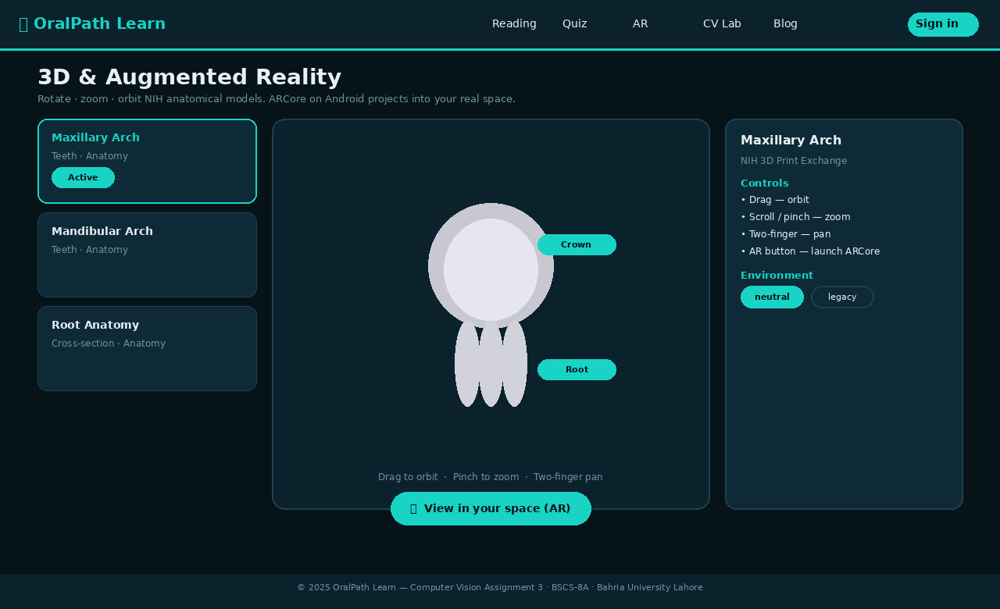 OralPath Learn
Reading Quiz AR CV Lab Blog Sign in
3D & Augmented Reality
Rotate · zoom · orbit NIH anatomical models. ARCore on Android projects into your real space.
Maxillary Arch
Teeth · Anatomy
Active
Mandibular Arch
Teeth · Anatomy
Root Anatomy
Cross-section · Anatomy
Crown
Root
Drag to orbit · Pinch to zoom · Two-finger pan
View in your space (AR)
Maxillary Arch
NIH 3D Print Exchange
Controls
• Drag — orbit
• Scroll / pinch — zoom
• Two-finger — pan
• AR button — launch ARCore
Environment
neutral legacy
© 2025 OralPath Learn — Computer Vision Assignment 3 · BSCS-8A · Bahria University Lahore